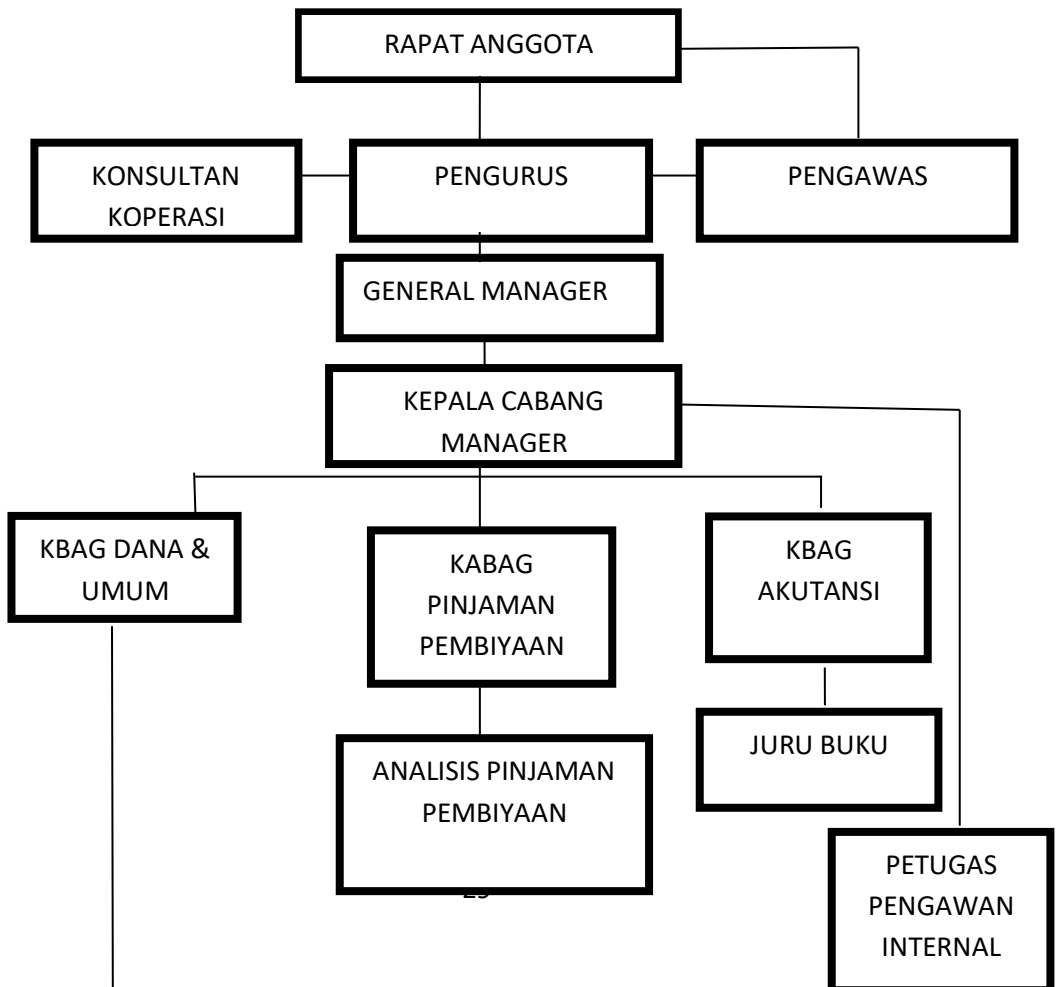 RAPAT ANGGOTA
KONSULTAN
KOPERASI
PENGURUS
PENGAWAS
GENERAL MANAGER
KEPALA CABANG
MANAGER
KBAG DANA &
UMUM
KABAG
PINJAMAN
PEMBIYAAN
KBAG
AKUTANSI
ANALISIS PINJAMAN
PEMBIYAAN
JURU BUKU
PETUGAS
PENGAWAN
INTERNAL